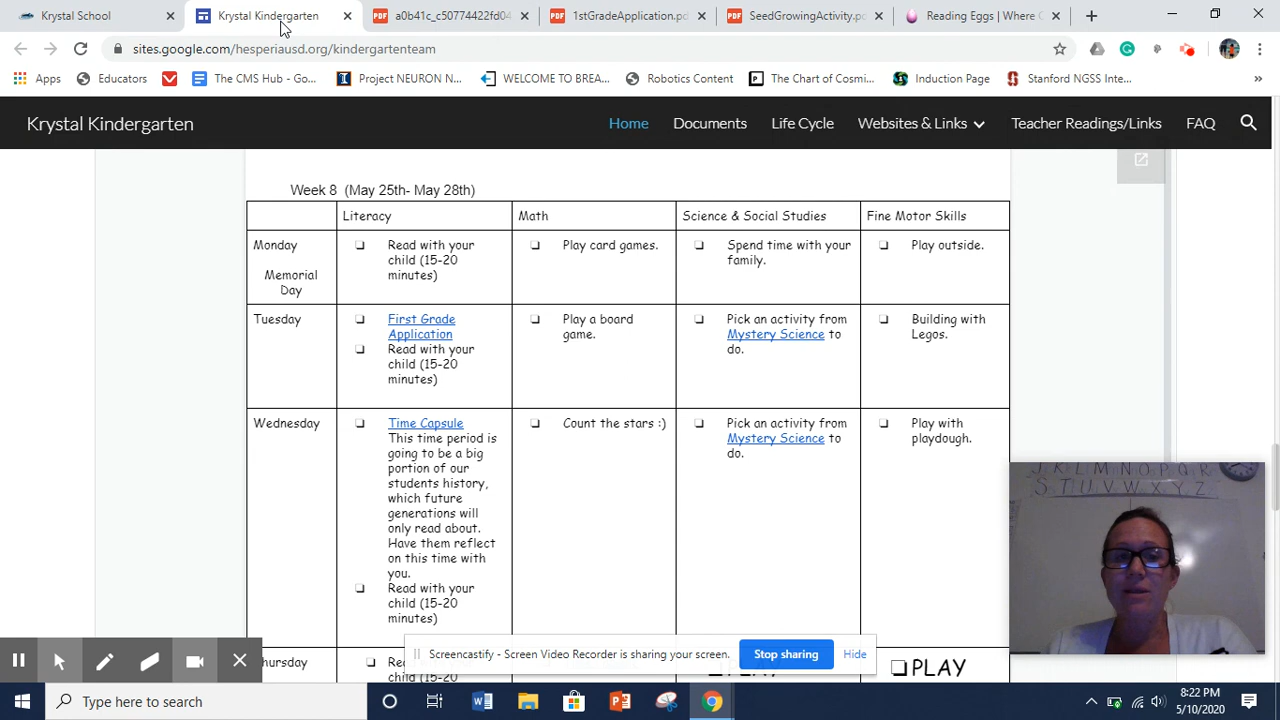 Krystal School
Krystal Kindergarten
a0b41c_c50774422fd04
1stGradeApplication.pd
SeedGrowingActivity.pd
Reading Eggs | Where C
sites.google.com/hesperiausd.org/kindergartenteam
Apps
Educators
The CMS Hub - Go...
Project NEURON N...
WELCOME TO BREA...
Robotics Content
The Chart of Cosmi...
Induction Page
Stanford NGSS Inte...
Krystal Kindergarten
Home
Documents
Life Cycle
Websites & Links
Teacher Readings/Links
FAQ
Week 8 (May 25th- May 28th)
Literacy
Math
Science & Social Studies
Fine Motor Skills
Monday
Memorial
Day
Read with your
child (15-20
minutes)
Play card games.
Spend time with your
family.
Play outside.
Tuesday
First Grade
Application
Read with your
child (15-20
minutes)
Play a board
game.
Pick an activity from
Mystery Science to
do.
Building with
Legos.
Wednesday
Time Capsule
This time period is
going to be a big
portion of our
students history,
which future
generations will
only read about.
Have them reflect
on this time with
you.
Read with your
child (15-20
minutes)
Count the stars :)
Pick an activity from
Mystery Science to
do.
Play with
playdough.
J K L M N O P Q R
S T U V W X Y Z
Screencastify - Screen Video Recorder is sharing your screen.
Stop sharing
Hide
hursday
child (15-20
PLAY
Type here to search
8:22 PM
5/10/2020